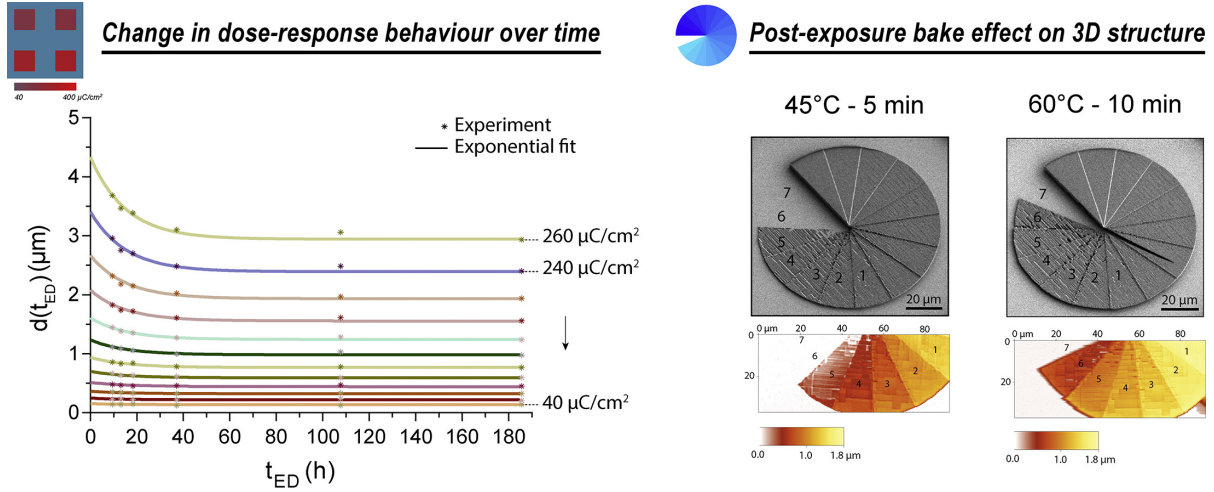 Change in dose-response behaviour over time
40
400 µC/cm²
5
4
3
2
1
0
d(t_ED) (µm)
Experiment
Exponential fit
260 µC/cm²
240 µC/cm²
40 µC/cm²
0 20 40 60 80 100 120 140 160 180
t_ED (h)
Post-exposure bake effect on 3D structure
45°C - 5 min
7
6
5
4
3
2
1
20 µm
0 µm 20 40 60 80
0
20
7
6
5
4
3
2
1
0.0 1.0 1.8 µm
60°C - 10 min
7
6
5
4
3
2
1
20 µm
0 µm 20 40 60 80
0
20
7
6
5
4
3
2
1
0.0 1.0 1.8 µm